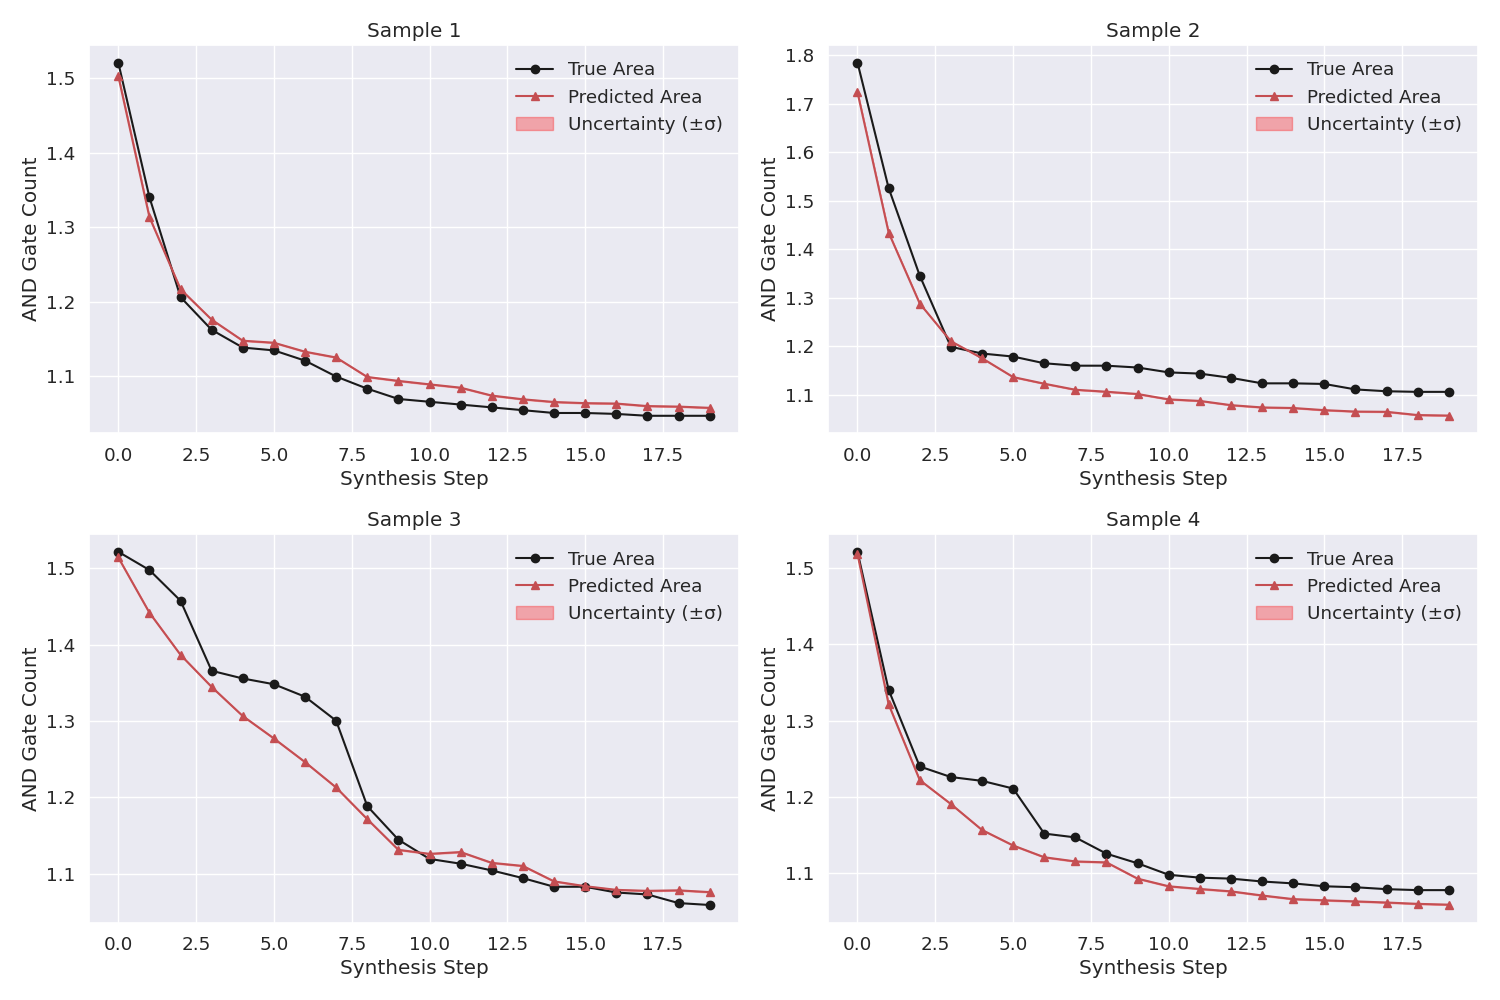 Sample 1
AND Gate Count
1.5
1.4
1.3
1.2
1.1
True Area
Predicted Area
Uncertainty (±σ)
0.0 2.5 5.0 7.5 10.0 12.5 15.0 17.5
Synthesis Step
Sample 2
AND Gate Count
1.8
1.7
1.6
1.5
1.4
1.3
1.2
1.1
True Area
Predicted Area
Uncertainty (±σ)
0.0 2.5 5.0 7.5 10.0 12.5 15.0 17.5
Synthesis Step
Sample 3
AND Gate Count
1.5
1.4
1.3
1.2
1.1
True Area
Predicted Area
Uncertainty (±σ)
0.0 2.5 5.0 7.5 10.0 12.5 15.0 17.5
Synthesis Step
Sample 4
AND Gate Count
1.5
1.4
1.3
1.2
1.1
True Area
Predicted Area
Uncertainty (±σ)
0.0 2.5 5.0 7.5 10.0 12.5 15.0 17.5
Synthesis Step